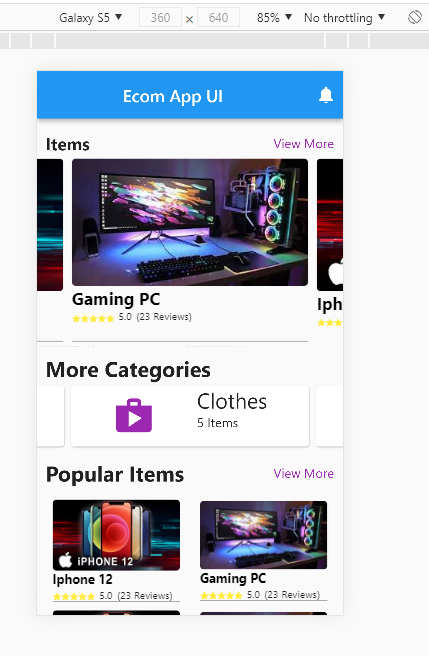 Galaxy S5 ▼ 360 × 640 85% ▼ No throttling ▼
Ecom App UI
Items View More
Gaming PC
5.0 (23 Reviews)
Iph
More Categories
Clothes
5 Items
Popular Items View More
iPHONE 12
Iphone 12
5.0 (23 Reviews)
Gaming PC
5.0 (23 Reviews)